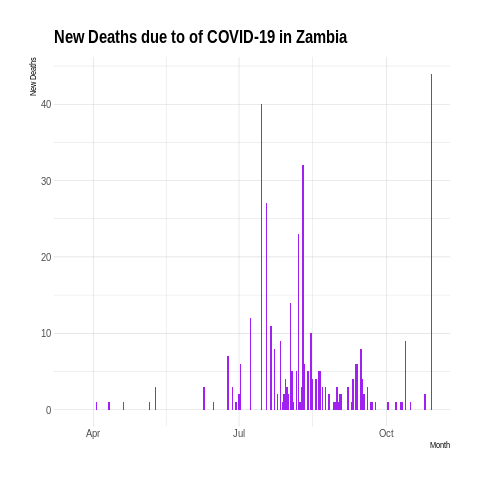 New Deaths due to of COVID-19 in Zambia
New Deaths
40
30
20
10
0
Apr
Jul
Oct
Month